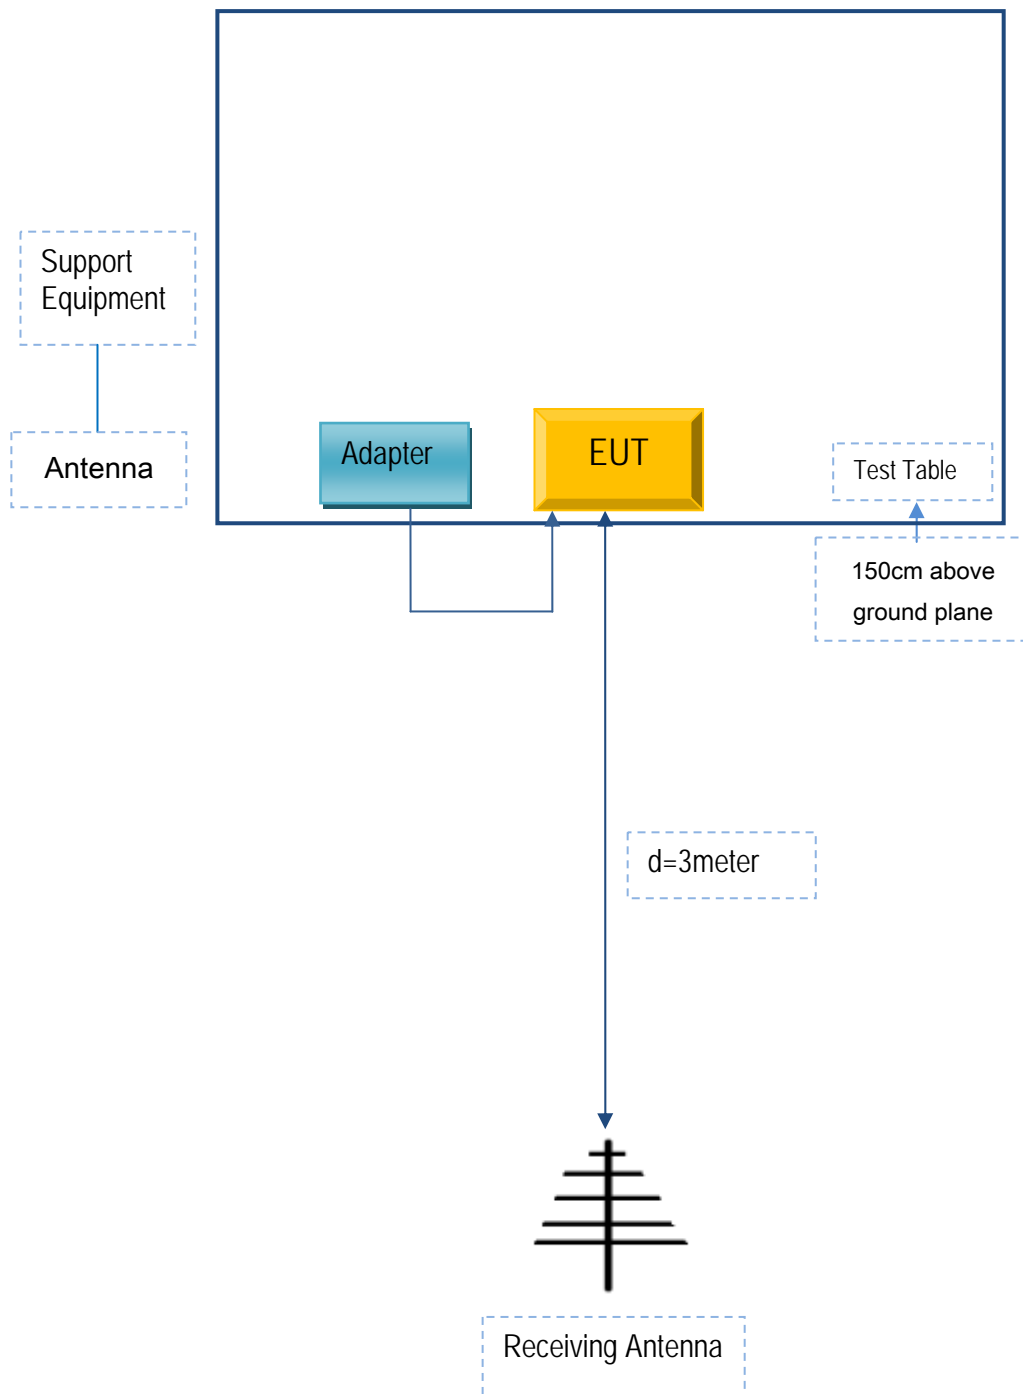 Support
Equipment
Antenna
Adapter
EUT
Test Table
150cm above
ground plane
d=3meter
Receiving Antenna